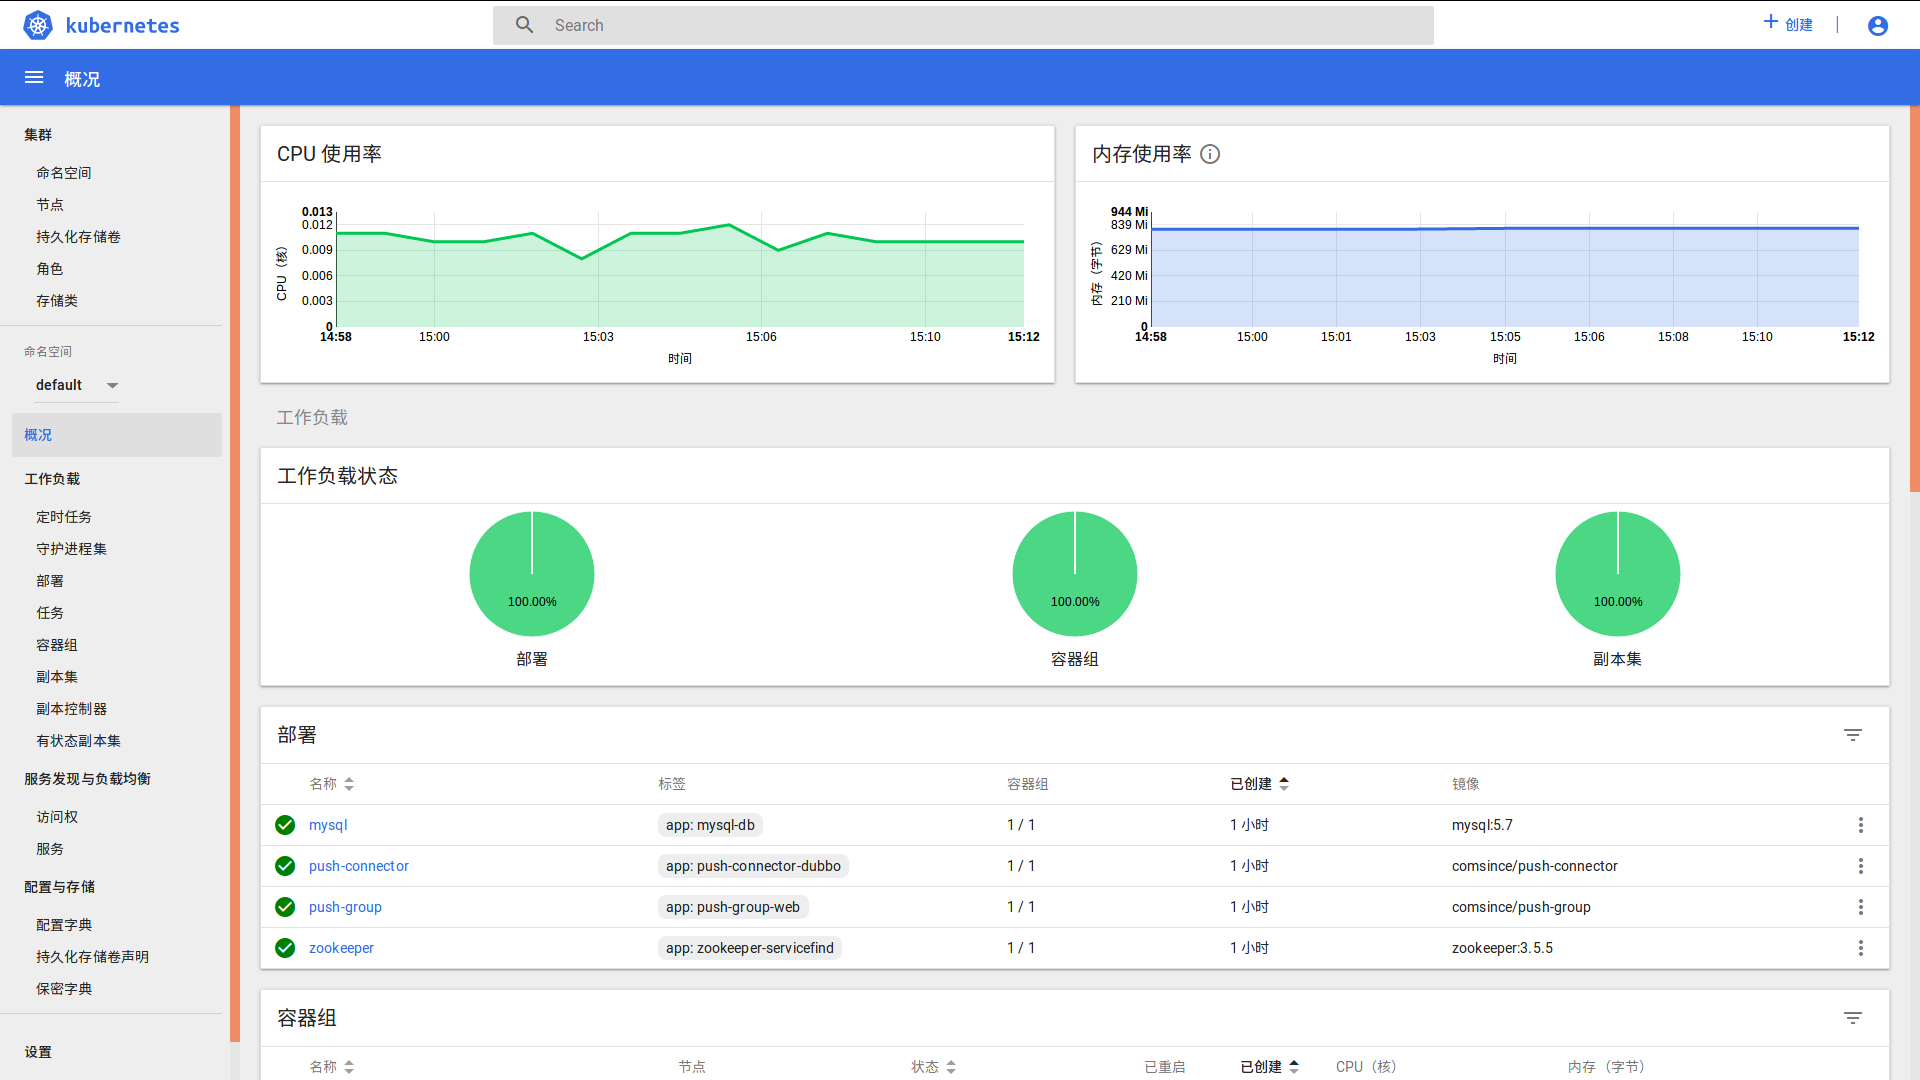 kubernetes
Search
创建
概况
集群
命名空间
节点
持久化存储卷
角色
存储类
命名空间
default
概况
工作负载
定时任务
守护进程集
部署
任务
容器组
副本集
副本控制器
有状态副本集
服务发现与负载均衡
访问权
服务
配置与存储
配置字典
持久化存储卷声明
保密字典
设置
CPU 使用率
CPU（核）
0.013
0.012
0.009
0.006
0.003
0
14:58 15:00 15:03 15:06 15:10 15:12
时间
内存使用率
内存（字节）
944 Mi
839 Mi
629 Mi
420 Mi
210 Mi
0
14:58 15:00 15:01 15:03 15:05 15:06 15:08 15:10 15:12
时间
工作负载
工作负载状态
100.00% 100.00% 100.00%
部署 容器组 副本集
部署
名称 标签 容器组 已创建 镜像
mysql app: mysql-db 1 / 1 1 小时 mysql:5.7
push-connector app: push-connector-dubbo 1 / 1 1 小时 comsince/push-connector
push-group app: push-group-web 1 / 1 1 小时 comsince/push-group
zookeeper app: zookeeper-servicefind 1 / 1 1 小时 zookeeper:3.5.5
容器组
名称 节点 状态 已重启 已创建 CPU（核） 内存（字节）